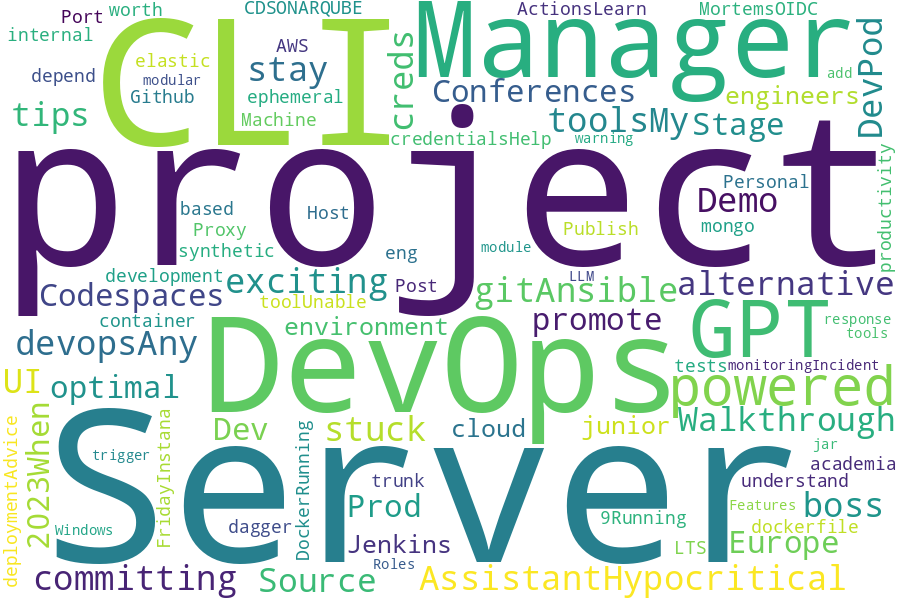 Port worth CDSONARQUBE ActionsLearn MortemsOIDC
internal AWS Manager
CLI
elastic stay creds DevPod
depend modular add
Github ephemeral Conferences engineers
tips Machine toolsMy Stage
credentialsHelp warning
project
productivity
Personal
based Host Demo
Proxy mongo
synthetic Publish
eng module
development exciting Post LLM alternative
Codespaces toolUnable gitAnsible
container environment promote GPT response
devopsAny DevOps tools
tests monitoringIncident
UI optimal powered
2023When Dev stuck cloud junior Walkthrough
deploymentAdvice FridayInstana DockerRunning
Server
trigger jar
trunk academia
understand
Windows dagger Prod 9Running Features boss
dockerfile
Jenkins LTS Europe
Roles
committing Source AssistantHypocritical